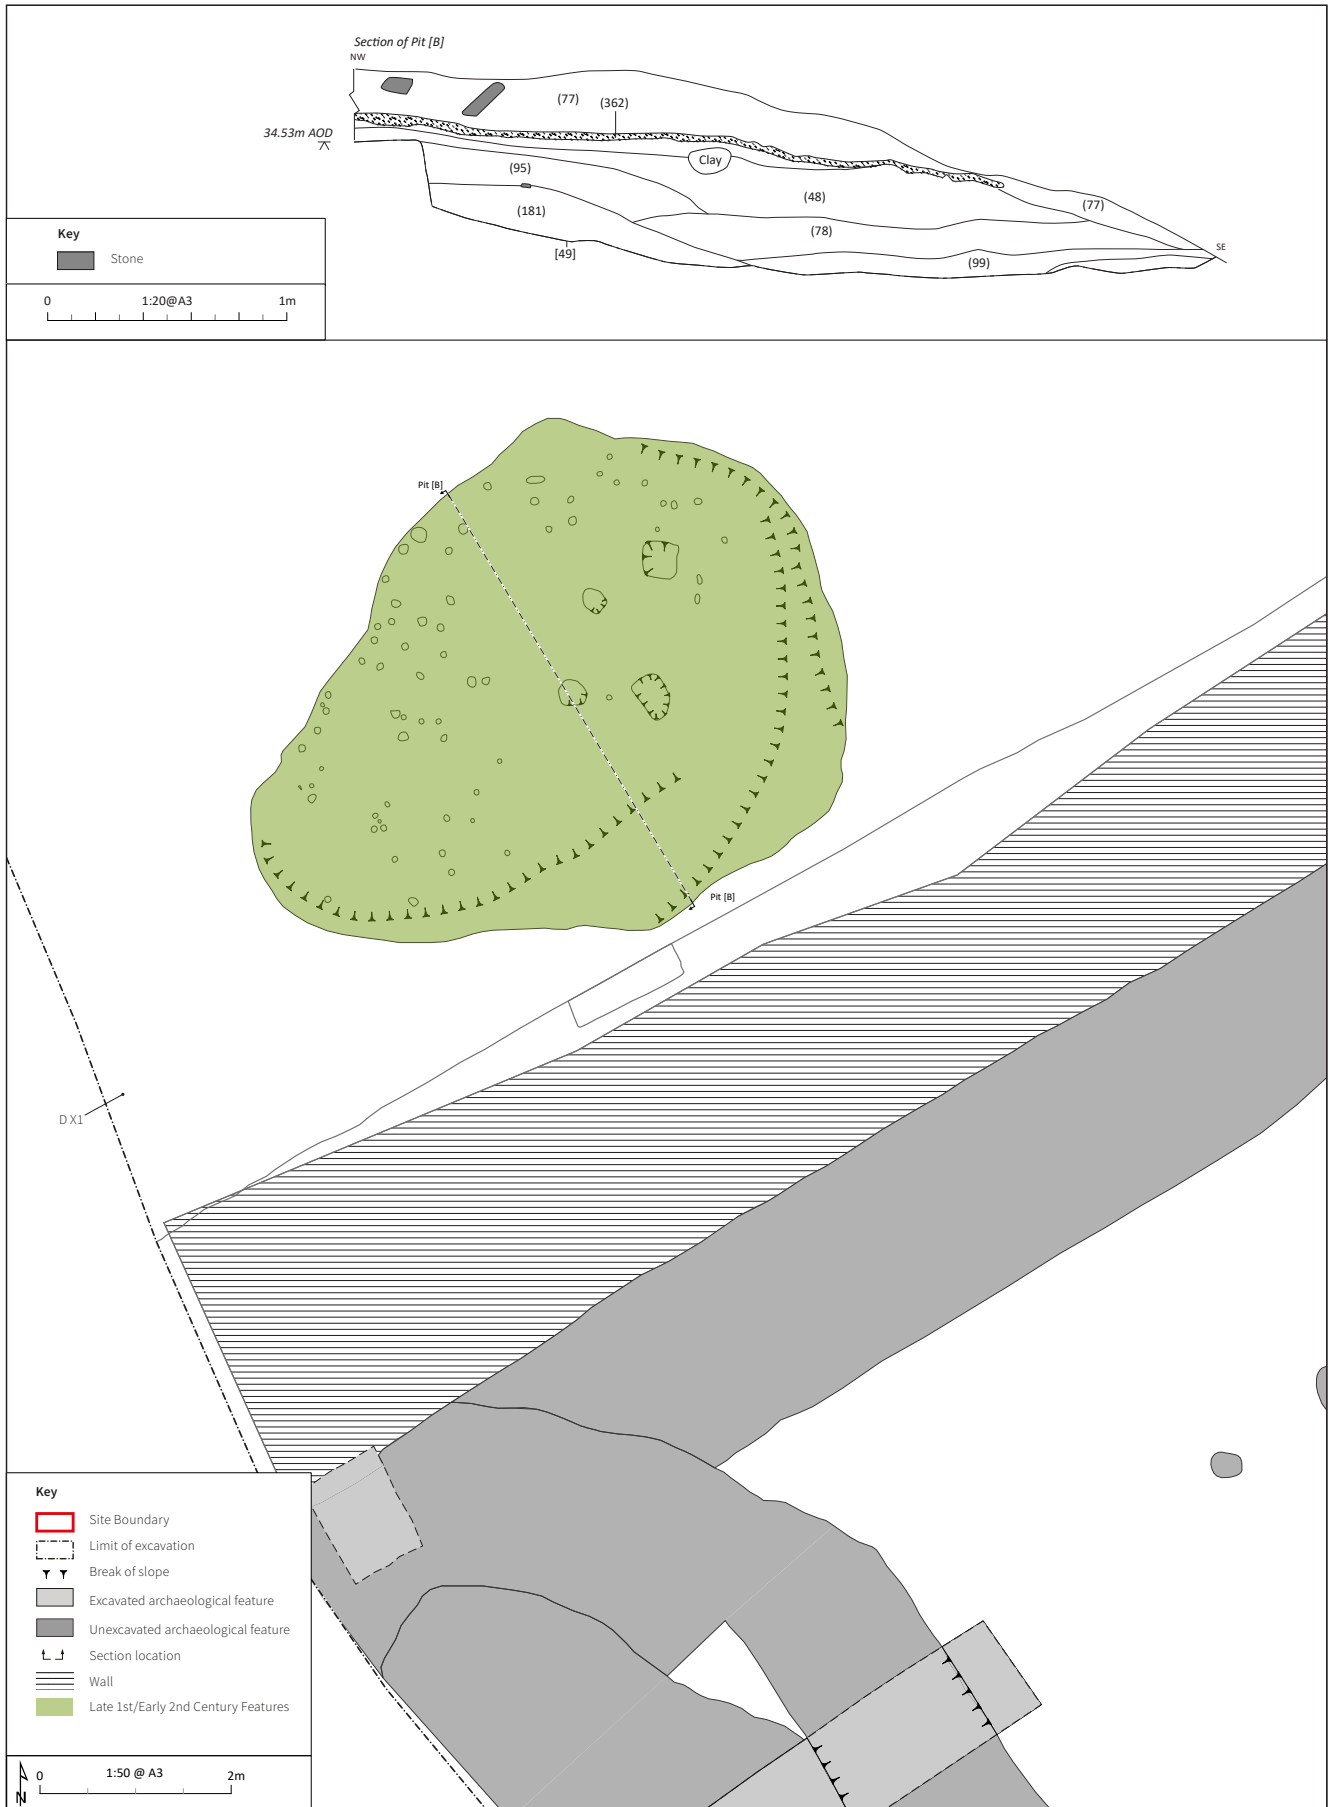 Section of Pit [B]
NW
(77)
(362)
34.53m AOD
Clay
(95)
(48)
(181)
(77)
(78)
[49]
(99)
SE
Key
Stone
0 1:20@A3 1m
Pit [B]
Pit [B]
D X1
Key
Site Boundary
Limit of excavation
Break of slope
Excavated archaeological feature
Unexcavated archaeological feature
Section location
Wall
Late 1st/Early 2nd Century Features
N
0 1:50 @ A3 2m